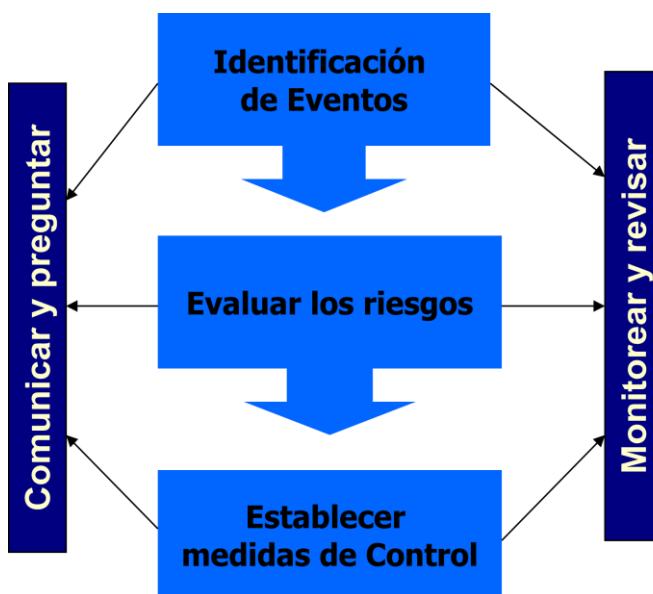 Identificación
de Eventos
Comunicar y preguntar
Monitorear y revisar
Evaluar los riesgos
Establecer
medidas de Control